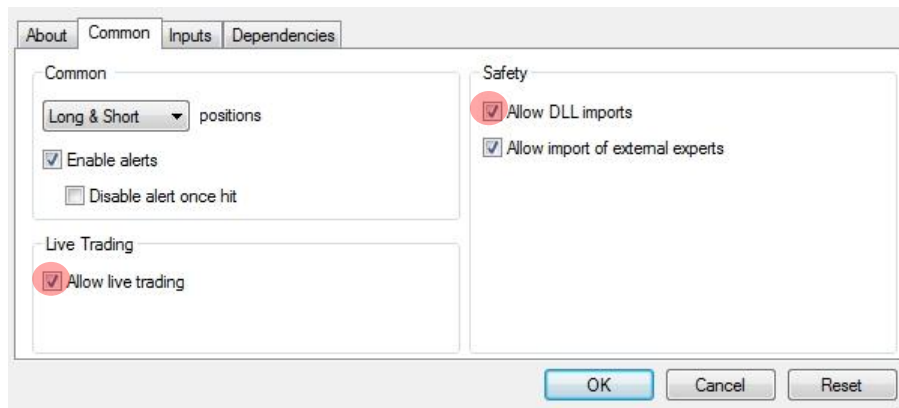 About Common Inputs Dependencies
Common
Long & Short positions
Enable alerts
Disable alert once hit
Live Trading
Allow live trading
Safety
Allow DLL imports
Allow import of external experts
OK Cancel Reset